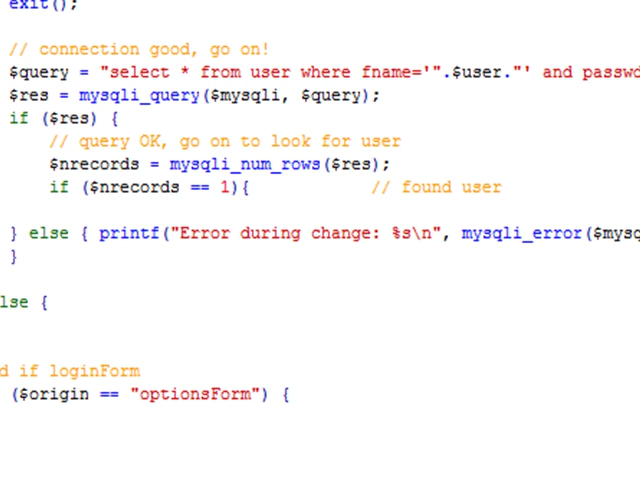 exit();
// connection good, go on!
$query = "select * from user where fname='".$user."' and passwd
$res = mysqli_query($mysqli, $query);
if ($res) {
// query OK, go on to look for user
$nrecords = mysqli_num_rows($res);
if ($nrecords == 1){ // found user
} else { printf("Error during change: %s\n", mysqli_error($mysq
}
lse {
d if loginForm
($origin == "optionsForm") {